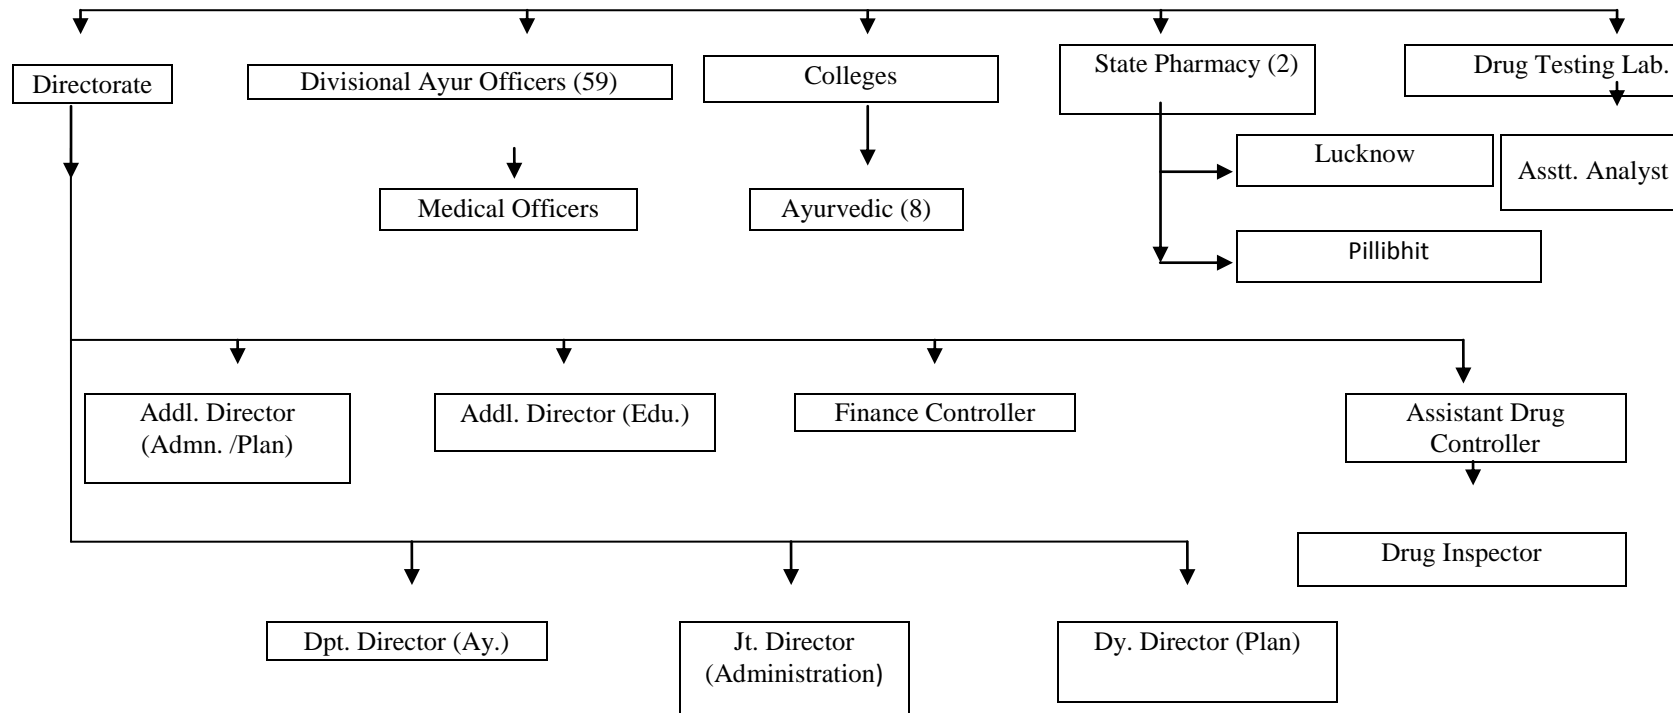 Directorate
Divisional Ayur Officers (59)
Colleges
State Pharmacy (2)
Drug Testing Lab.
Lucknow
Asstt. Analyst
Medical Officers
Ayurvedic (8)
Pillibhit
Addl. Director
(Admn. /Plan)
Addl. Director (Edu.)
Finance Controller
Assistant Drug
Controller
Drug Inspector
Dpt. Director (Ay.)
Jt. Director
(Administration)
Dy. Director (Plan)